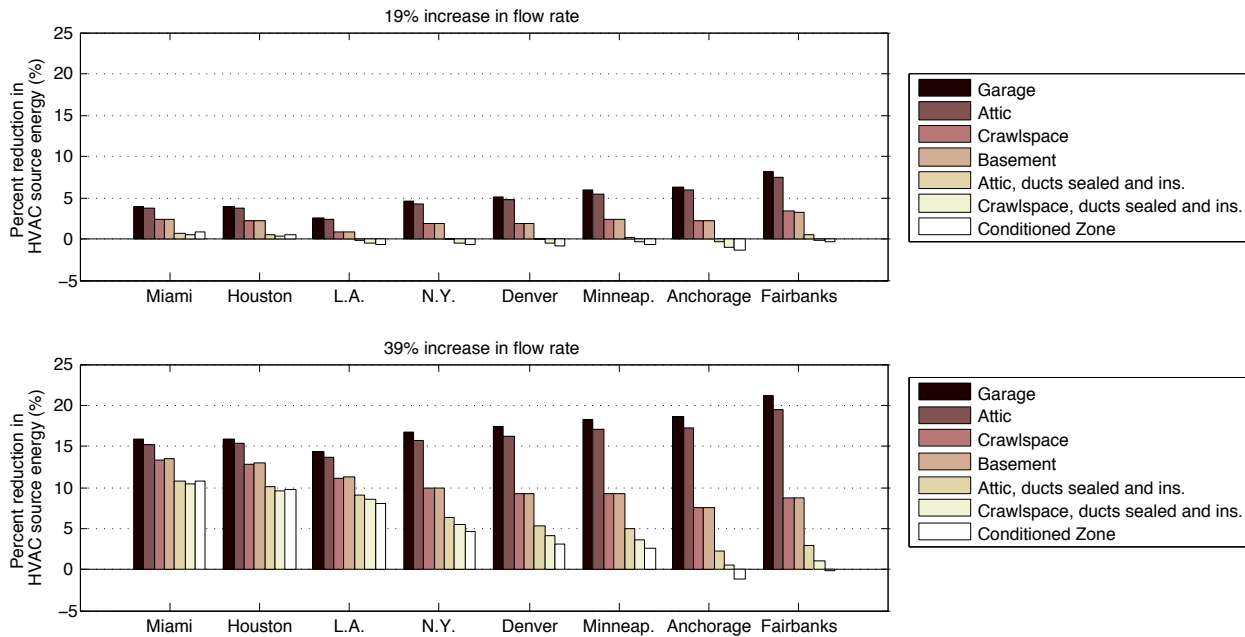 19% increase in flow rate
Percent reduction in
HVAC source energy (%)
25
20
15
10
5
0
−5
Miami Houston L.A. N.Y. Denver Minneap. Anchorage Fairbanks
Garage
Attic
Crawlspace
Basement
Attic, ducts sealed and ins.
Crawlspace, ducts sealed and ins.
Conditioned Zone
39% increase in flow rate
Percent reduction in
HVAC source energy (%)
25
20
15
10
5
0
−5
Miami Houston L.A. N.Y. Denver Minneap. Anchorage Fairbanks
Garage
Attic
Crawlspace
Basement
Attic, ducts sealed and ins.
Crawlspace, ducts sealed and ins.
Conditioned Zone